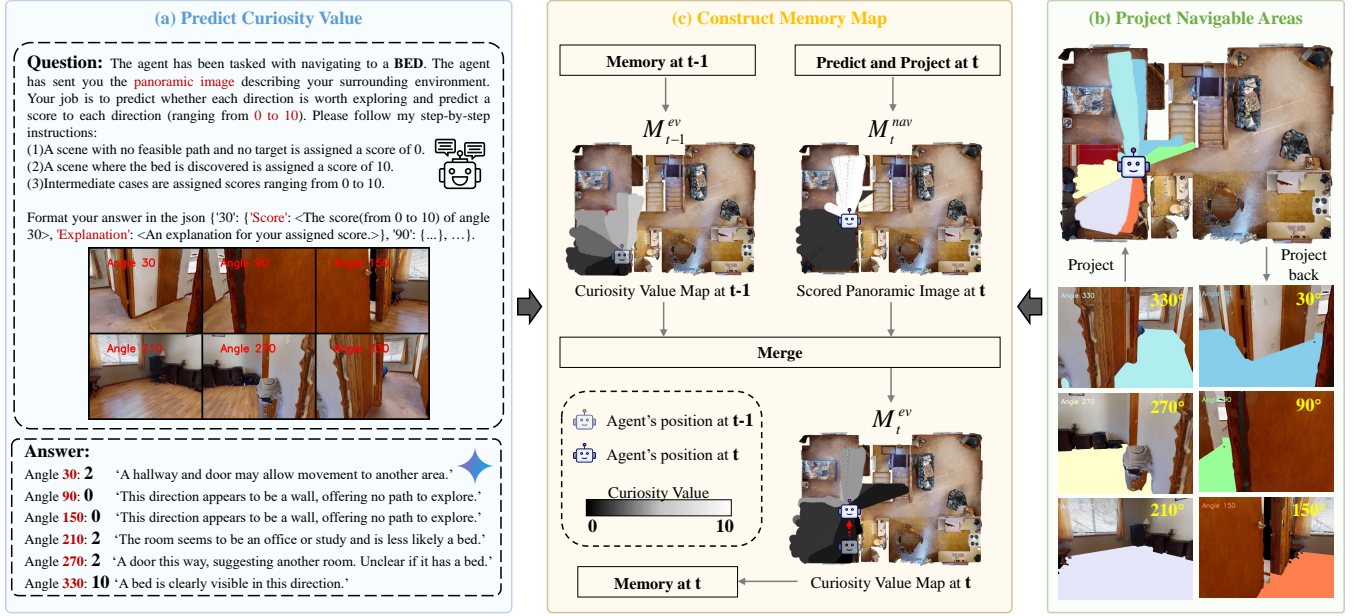 (a) Predict Curiosity Value
Question: The agent has been tasked with navigating to a BED. The agent
has sent you the panoramic image describing your surrounding environment.
Your job is to predict whether each direction is worth exploring and predict a
score to each direction (ranging from 0 to 10). Please follow my step-by-step
instructions:
(1)A scene with no feasible path and no target is assigned a score of 0.
(2)A scene where the bed is discovered is assigned a score of 10.
(3)Intermediate cases are assigned scores ranging from 0 to 10.
Format your answer in the json {'30': {'Score': <The score(from 0 to 10) of angle
30>, 'Explanation': <An explanation for your assigned score.>}, '90': {...}, …}.
Angle 30
Angle 90
Angle 150
Angle 210
Angle 270
Angle 330
Answer:
Angle 30: 2 ‘A hallway and door may allow movement to another area.’
Angle 90: 0 ‘This direction appears to be a wall, offering no path to explore.’
Angle 150: 0 ‘This direction appears to be a wall, offering no path to explore.’
Angle 210: 2 ‘The room seems to be an office or study and is less likely a bed.’
Angle 270: 2 ‘A door this way, suggesting another room. Unclear if it has a bed.’
Angle 330: 10 ‘A bed is clearly visible in this direction.’
(c) Construct Memory Map
Memory at t-1
Predict and Project at t
M_{t-1}^{ev}
M_t^{nav}
Curiosity Value Map at t-1
Scored Panoramic Image at t
Merge
Agent’s position at t-1
Agent’s position at t
Curiosity Value
0
10
M_t^{ev}
Memory at t
Curiosity Value Map at t
(b) Project Navigable Areas
Project
Project
back
Angle 330
330°
30°
Angle 270
270°
90°
210°
Angle 150
150°